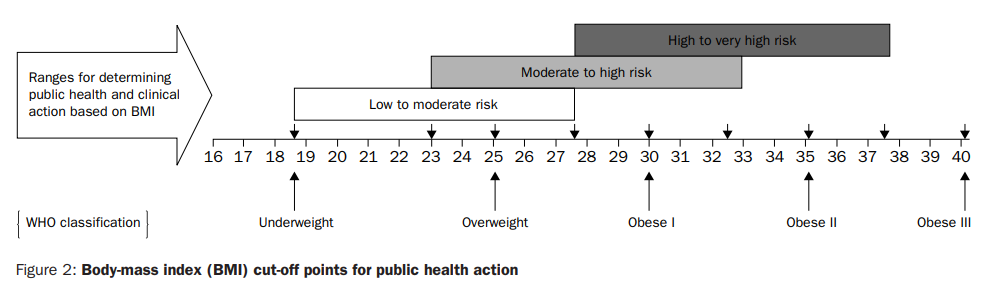 High to very high risk
Moderate to high risk
Low to moderate risk
Ranges for determining
public health and clinical
action based on BMI
16 17 18 19 20 21 22 23 24 25 26 27 28 29 30 31 32 33 34 35 36 37 38 39 40
WHO classification
Underweight
Overweight
Obese I
Obese II
Obese III
Figure 2: Body-mass index (BMI) cut-off points for public health action